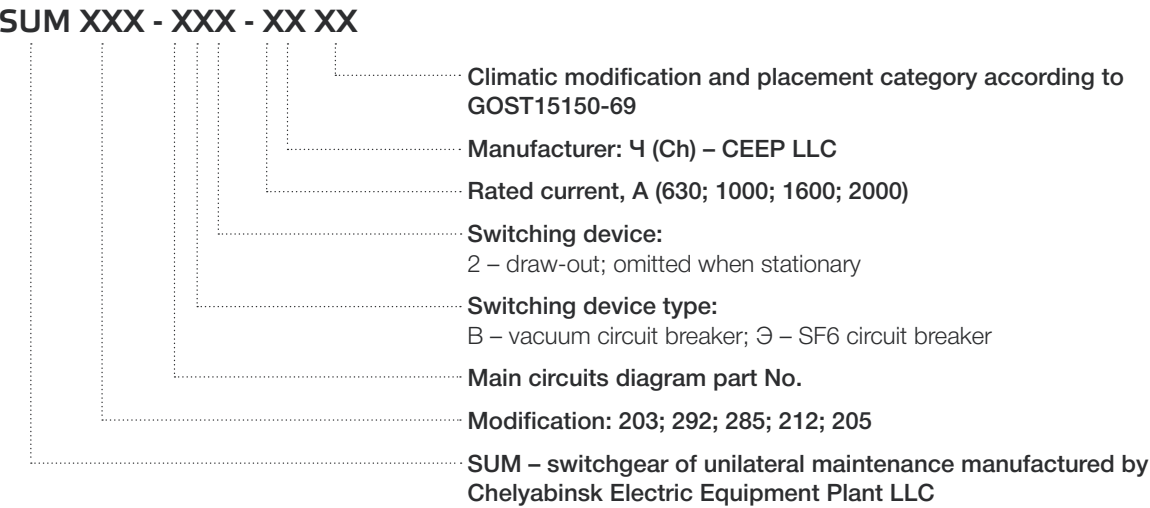 SUM XXX - XXX - XX XX
Climatic modification and placement category according to
GOST15150-69
Manufacturer: Ч (Ch) – CEEP LLC
Rated current, A (630; 1000; 1600; 2000)
Switching device:
2 – draw-out; omitted when stationary
Switching device type:
B – vacuum circuit breaker; Э – SF6 circuit breaker
Main circuits diagram part No.
Modification: 203; 292; 285; 212; 205
SUM – switchgear of unilateral maintenance manufactured by
Chelyabinsk Electric Equipment Plant LLC